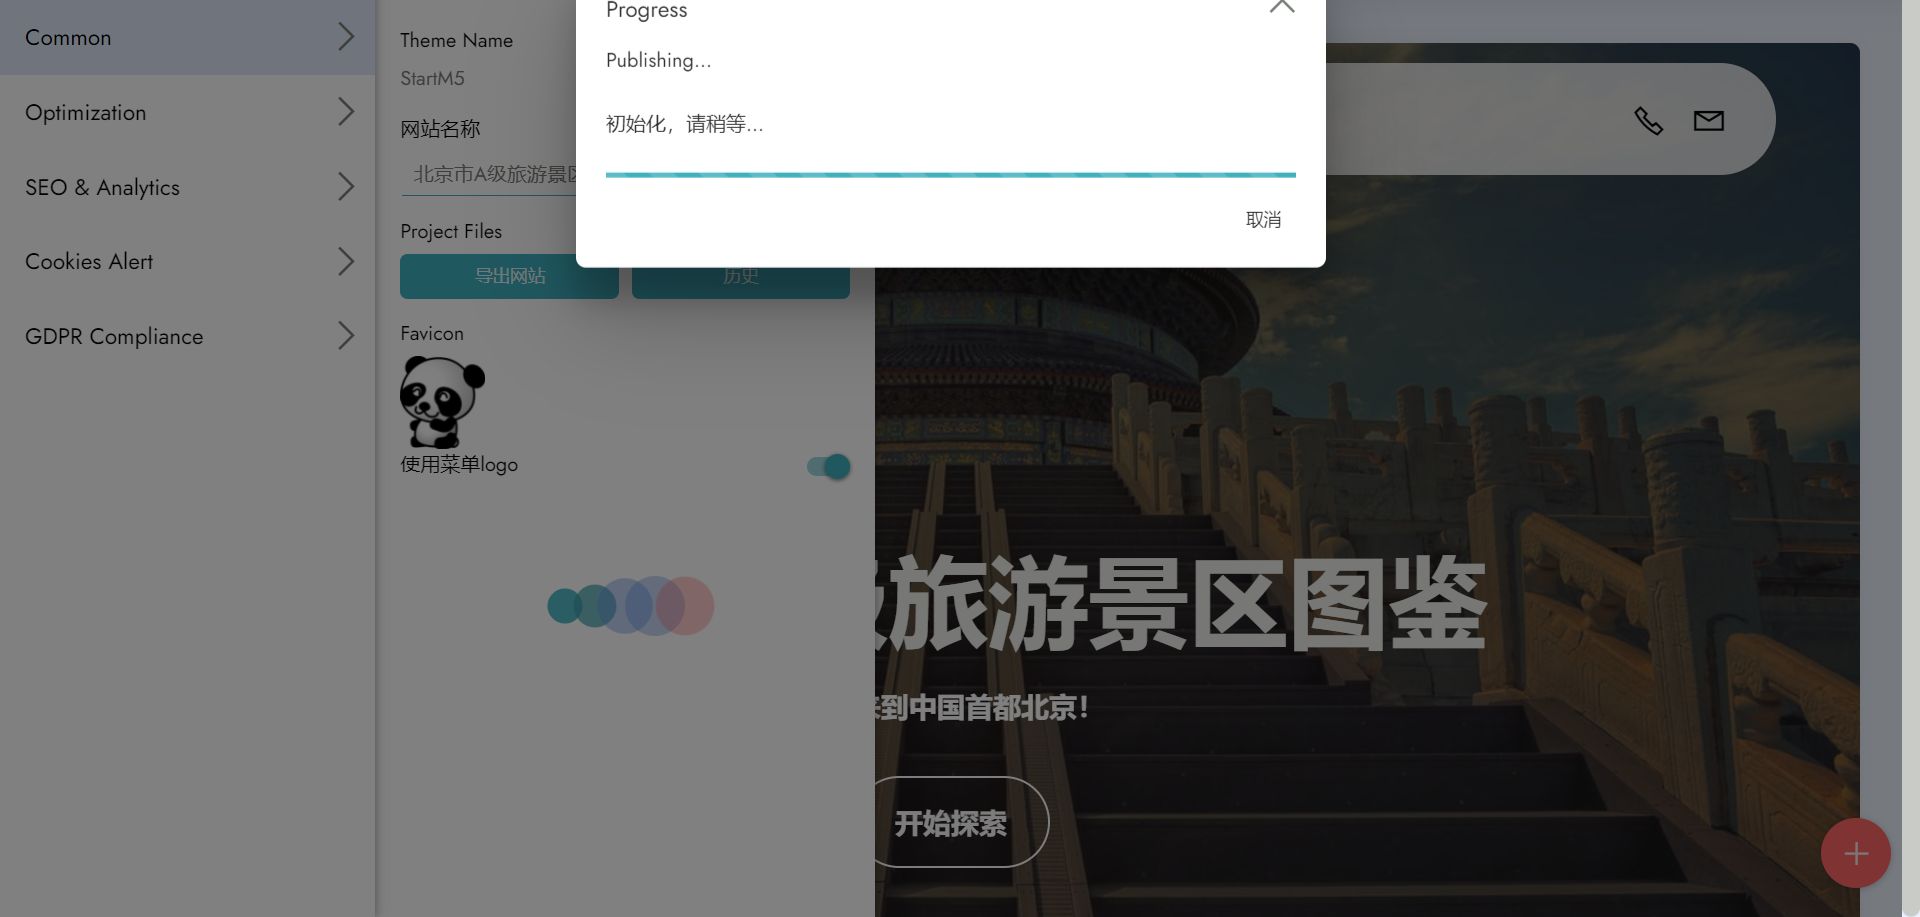 Common
Optimization
SEO & Analytics
Cookies Alert
GDPR Compliance
Theme Name
StartM5
网站名称
北京市A级旅游景区
Project Files
导出网站
历史
Favicon
使用菜单logo
Progress
Publishing...
初始化，请稍等...
取消
旅游景区图鉴
到中国首都北京！
开始探索